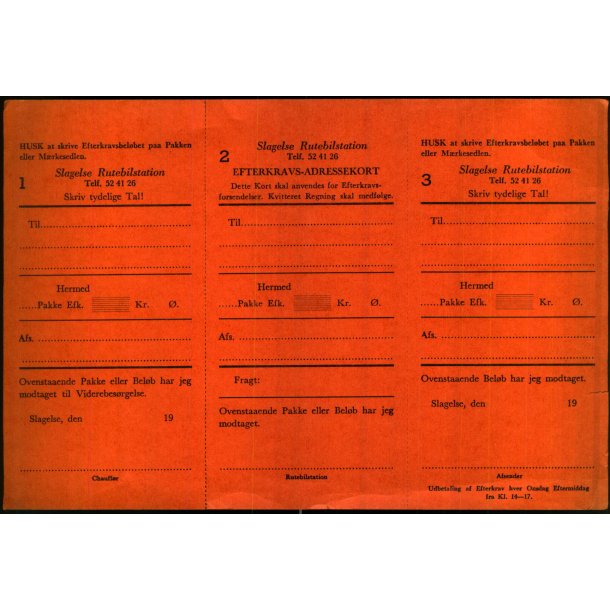 HUSK at skrive Efterkravsbeløbet paa Pakken
eller Mærkesedlen.
1
Slagelse Rutebilstation
Telf. 52 41 26
Skriv tydelige Tal!
Til
Hermed
......Pakke Efk. Kr. Ø.
Afs.
Ovenstaaende Pakke eller Beløb har jeg
modtaget til Viderebesørgelse.
Slagelse, den 19
Chauffør
2
Slagelse Rutebilstation
Telf. 52 41 26
EFTERKRAVS-ADRESSEKORT
Dette Kort skal anvendes for Efterkravs-
forsendelser. Kvitteret Regning skal medfølge.
Til
Hermed
......Pakke Efk. Kr. Ø.
Afs.
Fragt:
Ovenstaaende Pakke eller Beløb har jeg
modtaget.
Rutebilstation
HUSK at skrive Efterkravsbeløbet paa Pakken
eller Mærkesedlen.
3
Slagelse Rutebilstation
Telf. 52 41 26
Skriv tydelige Tal!
Til
Hermed
......Pakke Efk. Kr. Ø.
Afs.
Ovenstaaende Beløb har jeg modtaget.
Slagelse, den 19
Afsender
Udbetaling af Efterkrav hver Onsdag Eftermiddag
fra Kl. 14—17.